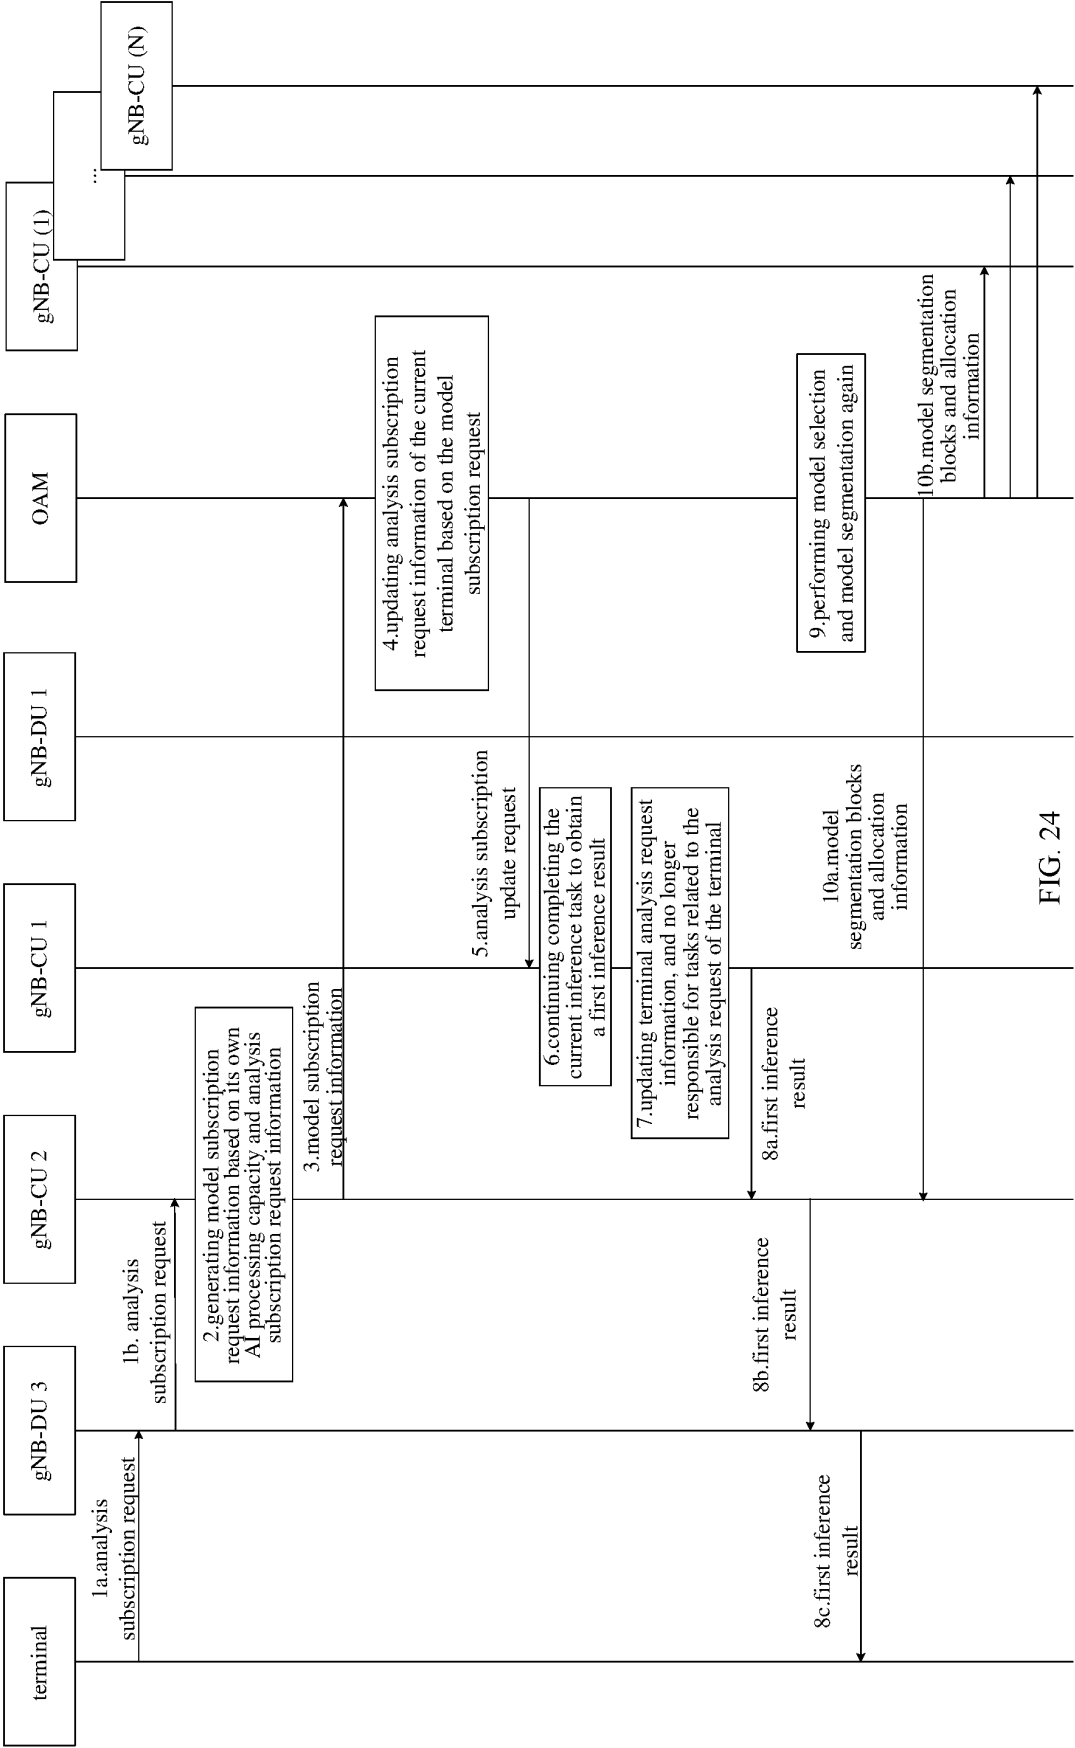 terminal
gNB-DU 3
gNB-CU 2
gNB-CU 1
gNB-DU 1
OAM
gNB-CU (1)
...
gNB-CU (N)
1a.analysis
subscription request
1b. analysis
subscription request
2.generating model subscription
request information based on its own
AI processing capacity and analysis
subscription request information
3.model subscription
request information
4.updating analysis subscription
request information of the current
terminal based on the model
subscription request
5.analysis subscription
update request
6.continuing completing the
current inference task to obtain
a first inference result
7.updating terminal analysis request
information, and no longer
responsible for tasks related to the
analysis request of the terminal
8a.first inference
result
8b.first inference
result
8c.first inference
result
9.performing model selection
and model segmentation again
10a.model
segmentation blocks
and allocation
information
10b.model segmentation
blocks and allocation
information
FIG. 24